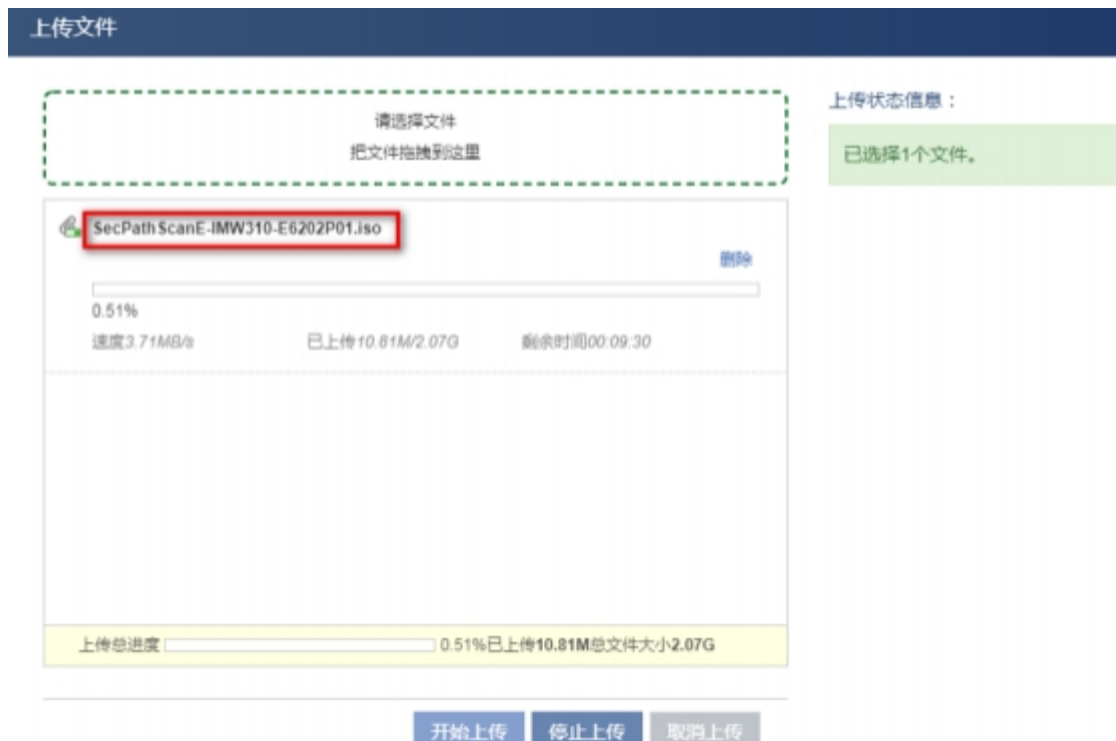 上传文件
请选择文件
把文件拖拽到这里
上传状态信息：
已选择1个文件。
SecPathScanE-IMW310-E6202P01.iso
删除
0.51%
速度3.71MB/s 已上传10.81M/2.07G 剩余时间00:09:30
上传总进度 0.51%已上传10.81M总文件大小2.07G
开始上传 停止上传 取消上传